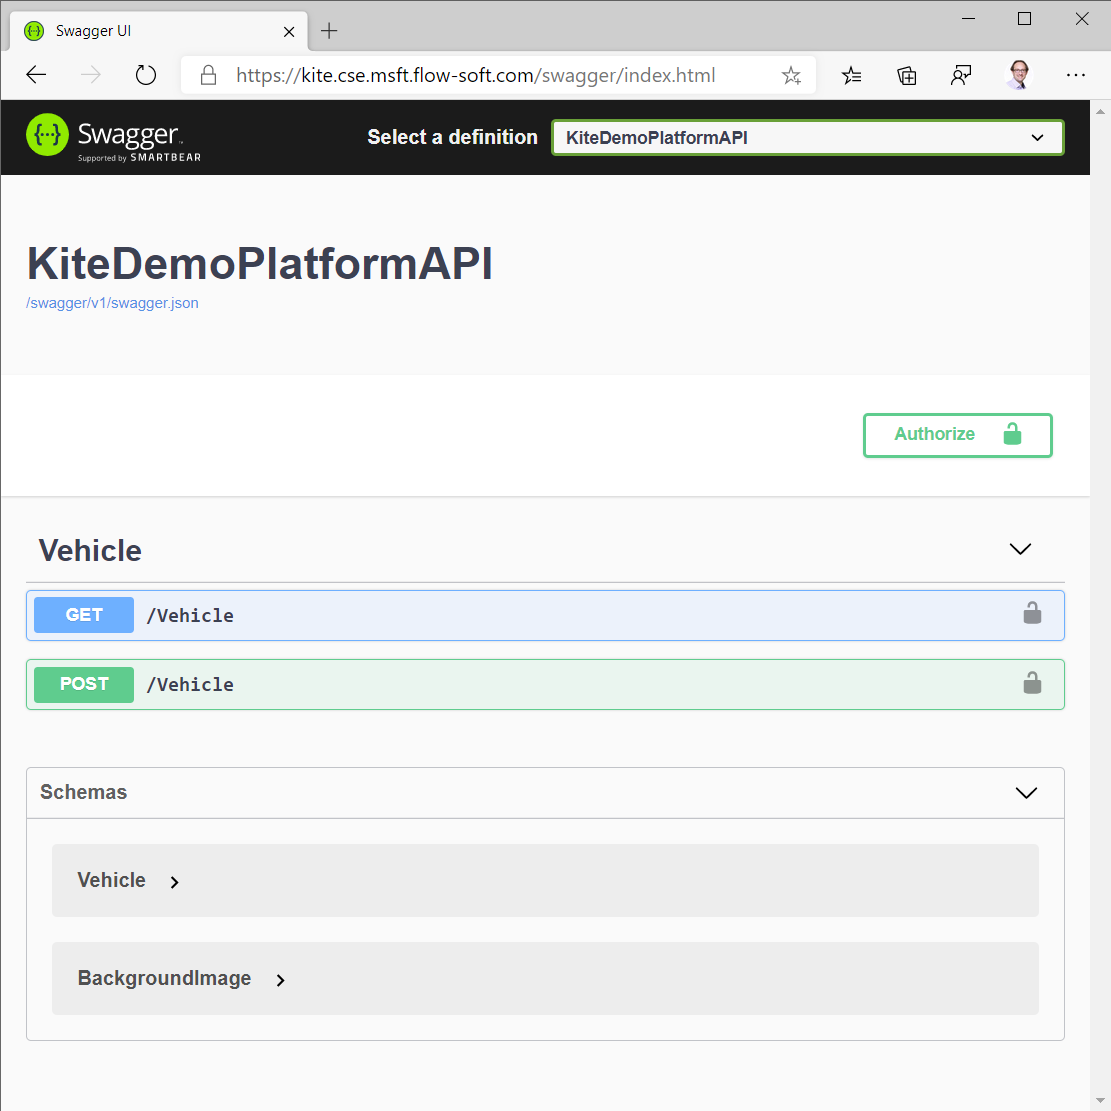 Swagger UI
https://kite.cse.msft.flow-soft.com/swagger/index.html
Swagger
Supported by SMARTBEAR
Select a definition
KiteDemoPlatformAPI
KiteDemoPlatformAPI
/swagger/v1/swagger.json
Authorize
Vehicle
GET /Vehicle
POST /Vehicle
Schemas
Vehicle
BackgroundImage